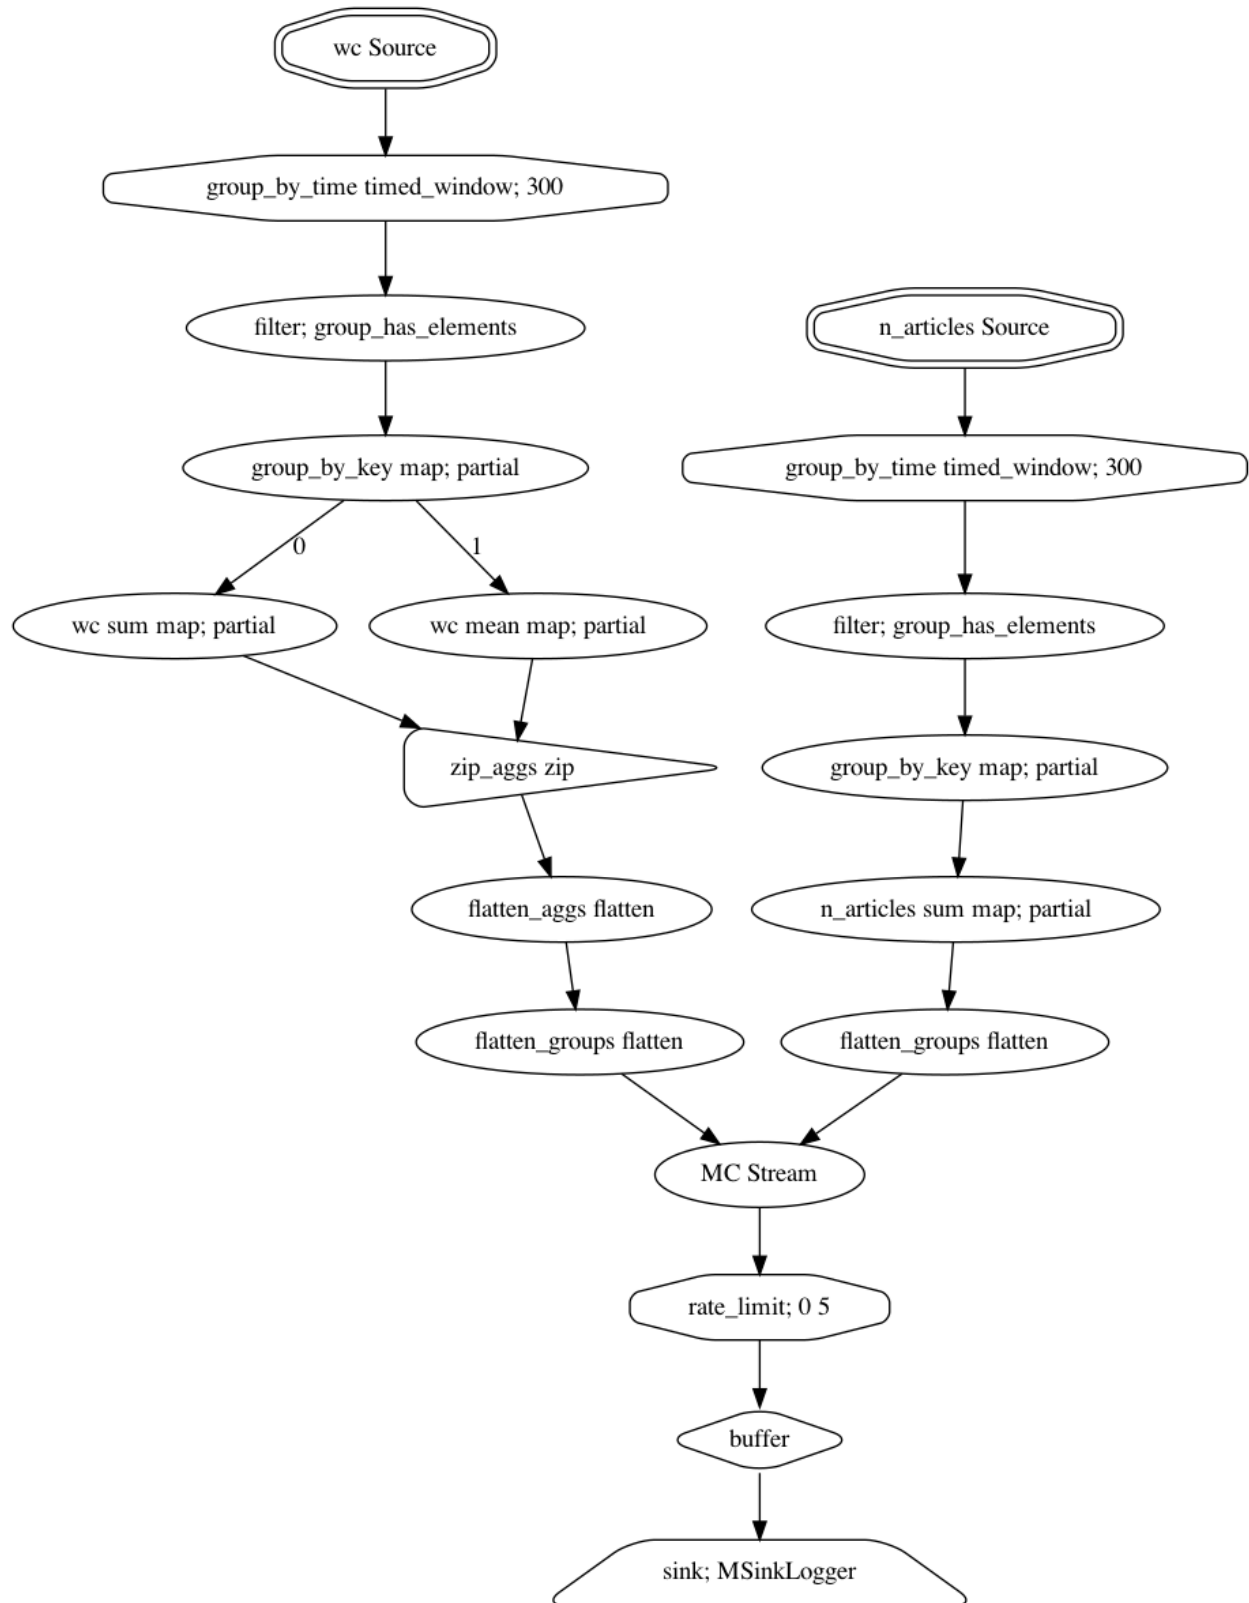 wc Source
group_by_time timed_window; 300
filter; group_has_elements
n_articles Source
group_by_key map; partial
group_by_time timed_window; 300
0
1
wc sum map; partial
wc mean map; partial
filter; group_has_elements
zip_aggs zip
group_by_key map; partial
flatten_aggs flatten
n_articles sum map; partial
flatten_groups flatten
flatten_groups flatten
MC Stream
rate_limit; 0 5
buffer
sink; MSinkLogger